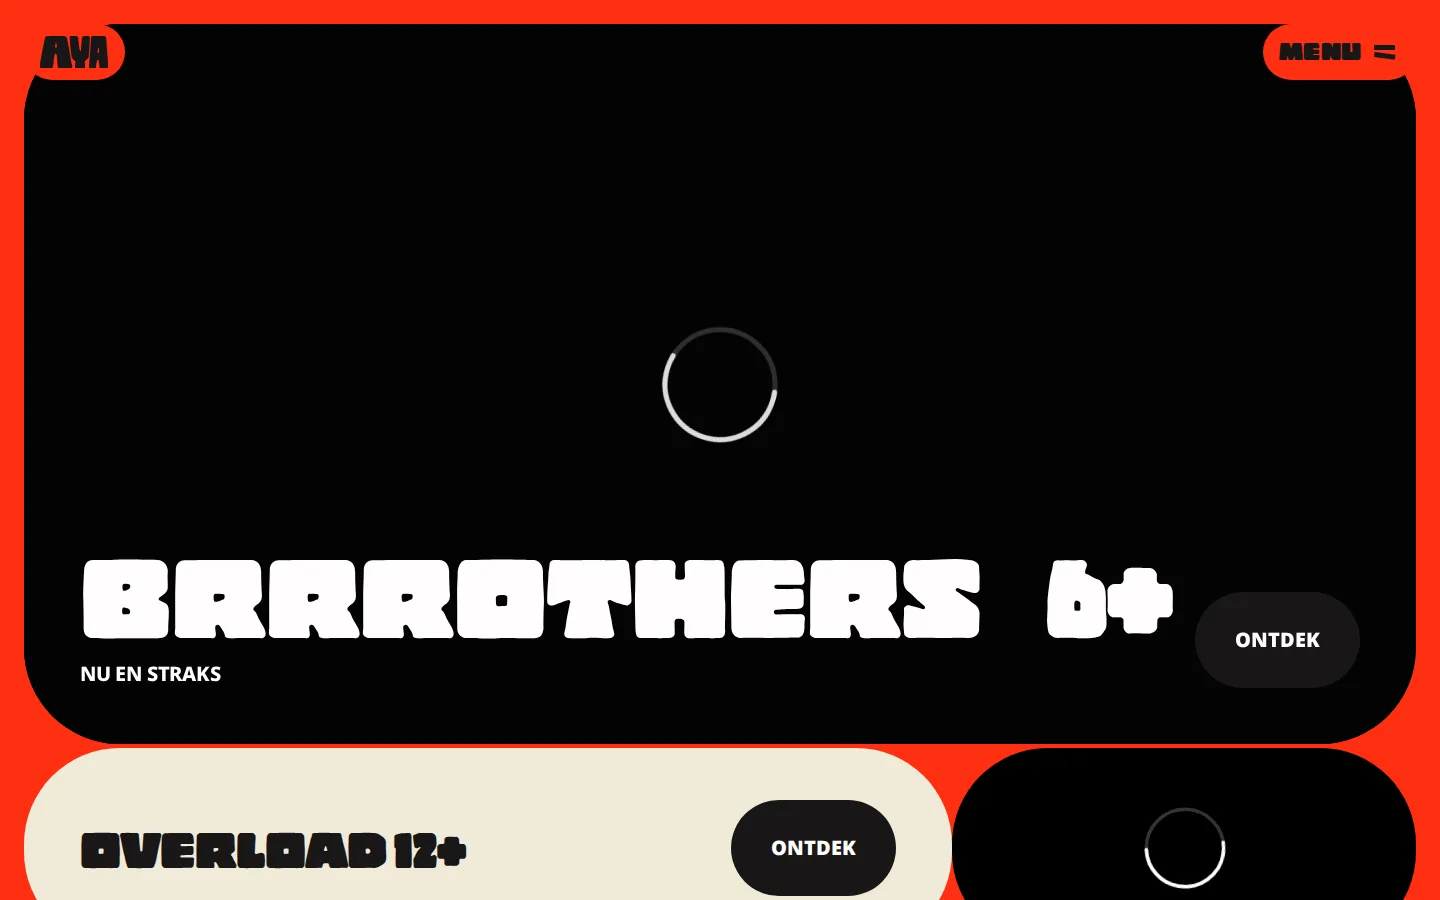 AYA
MENU
BRRROTHERS 6+
ONTDEK
NU EN STRAKS
OVERLOAD 12+
ONTDEK